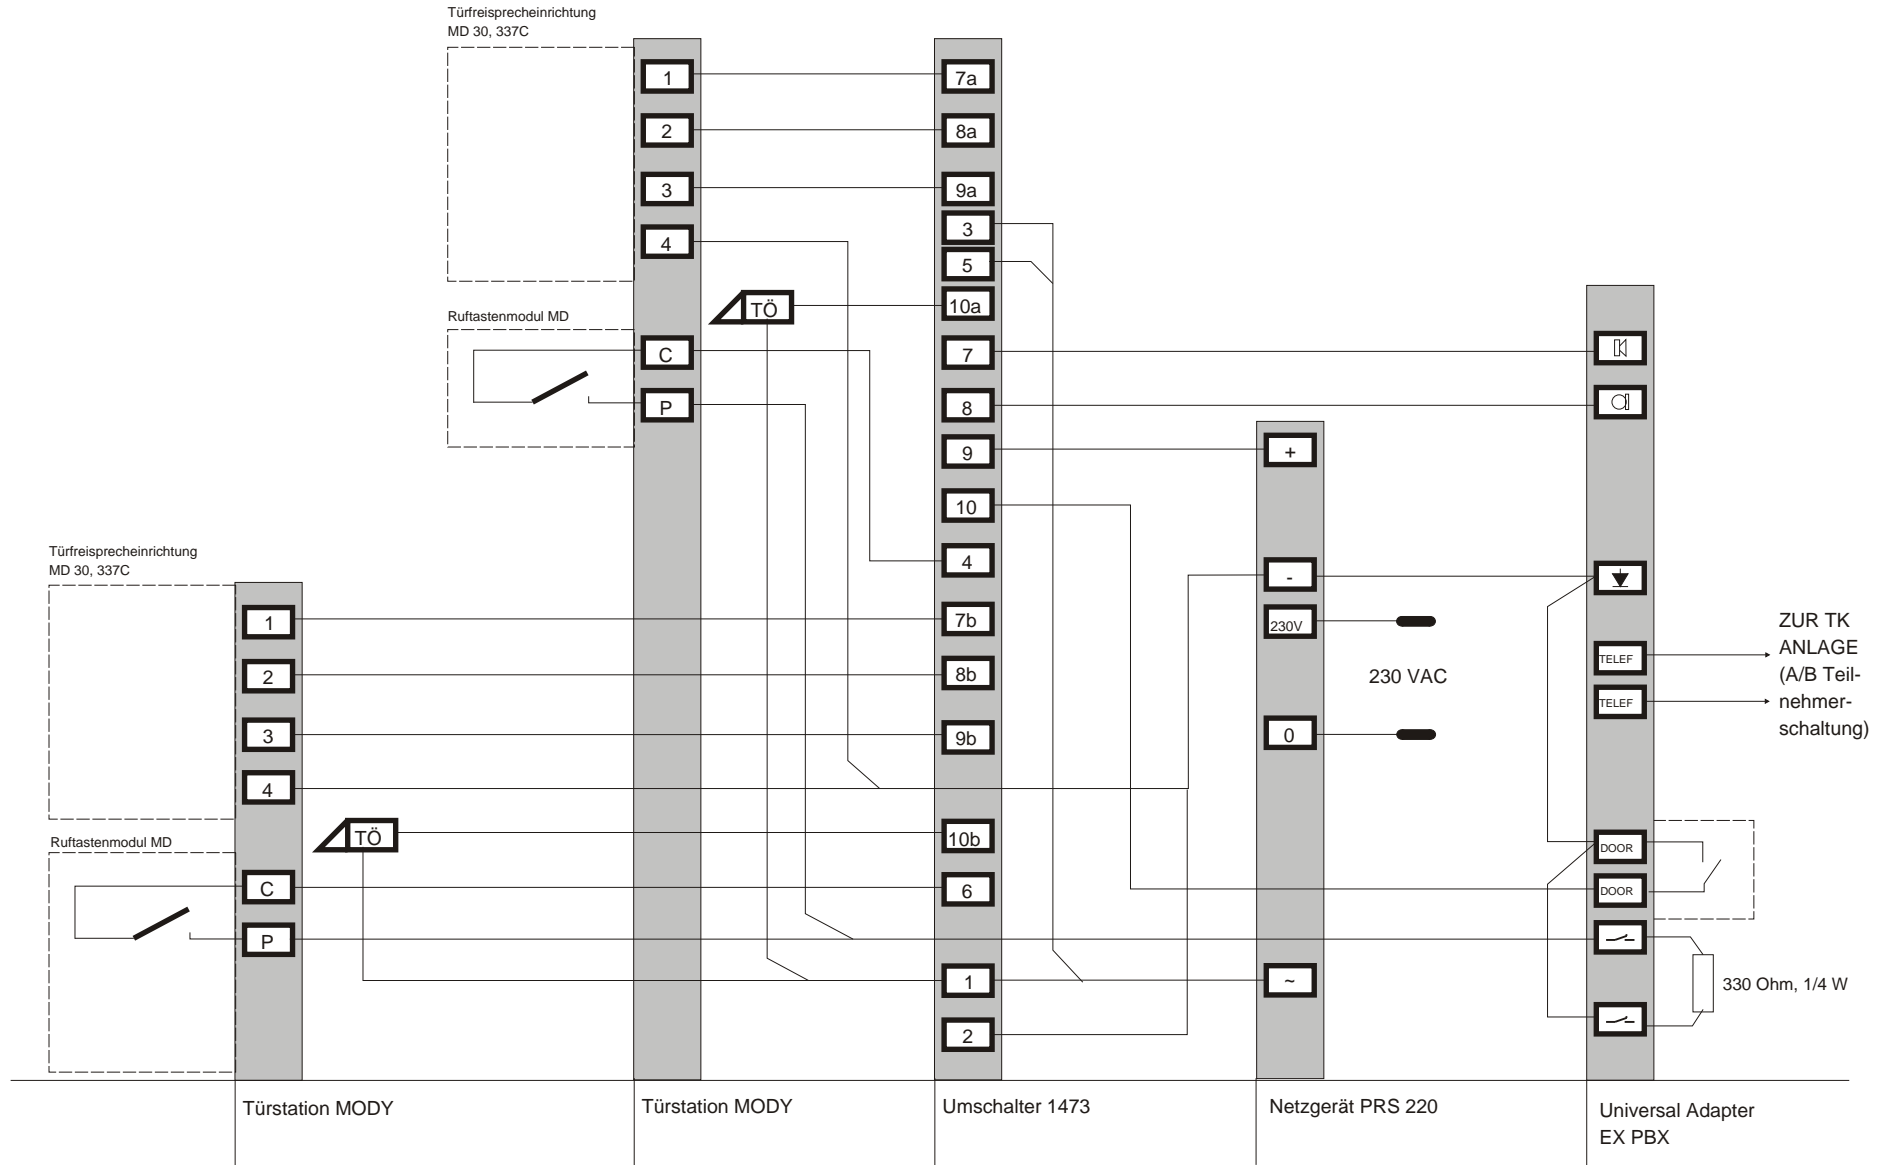 Türfreisprecheinrichtung
MD 30, 337C
1
2
3
4
TÖ
Ruftastenmodul MD
C
P
7a
8a
9a
3
5
10a
7
8
9
10
4
7b
8b
9b
10b
6
1
2
Türfreisprecheinrichtung
MD 30, 337C
1
2
3
4
TÖ
Ruftastenmodul MD
C
P
+
-
230V
230 VAC
0
~
TELEF
TELEF
DOOR
DOOR
ZUR TK
ANLAGE
(A/B Teil-
nehmer-
schaltung)
330 Ohm, 1/4 W
Türstation MODY
Türstation MODY
Umschalter 1473
Netzgerät PRS 220
Universal Adapter
EX PBX